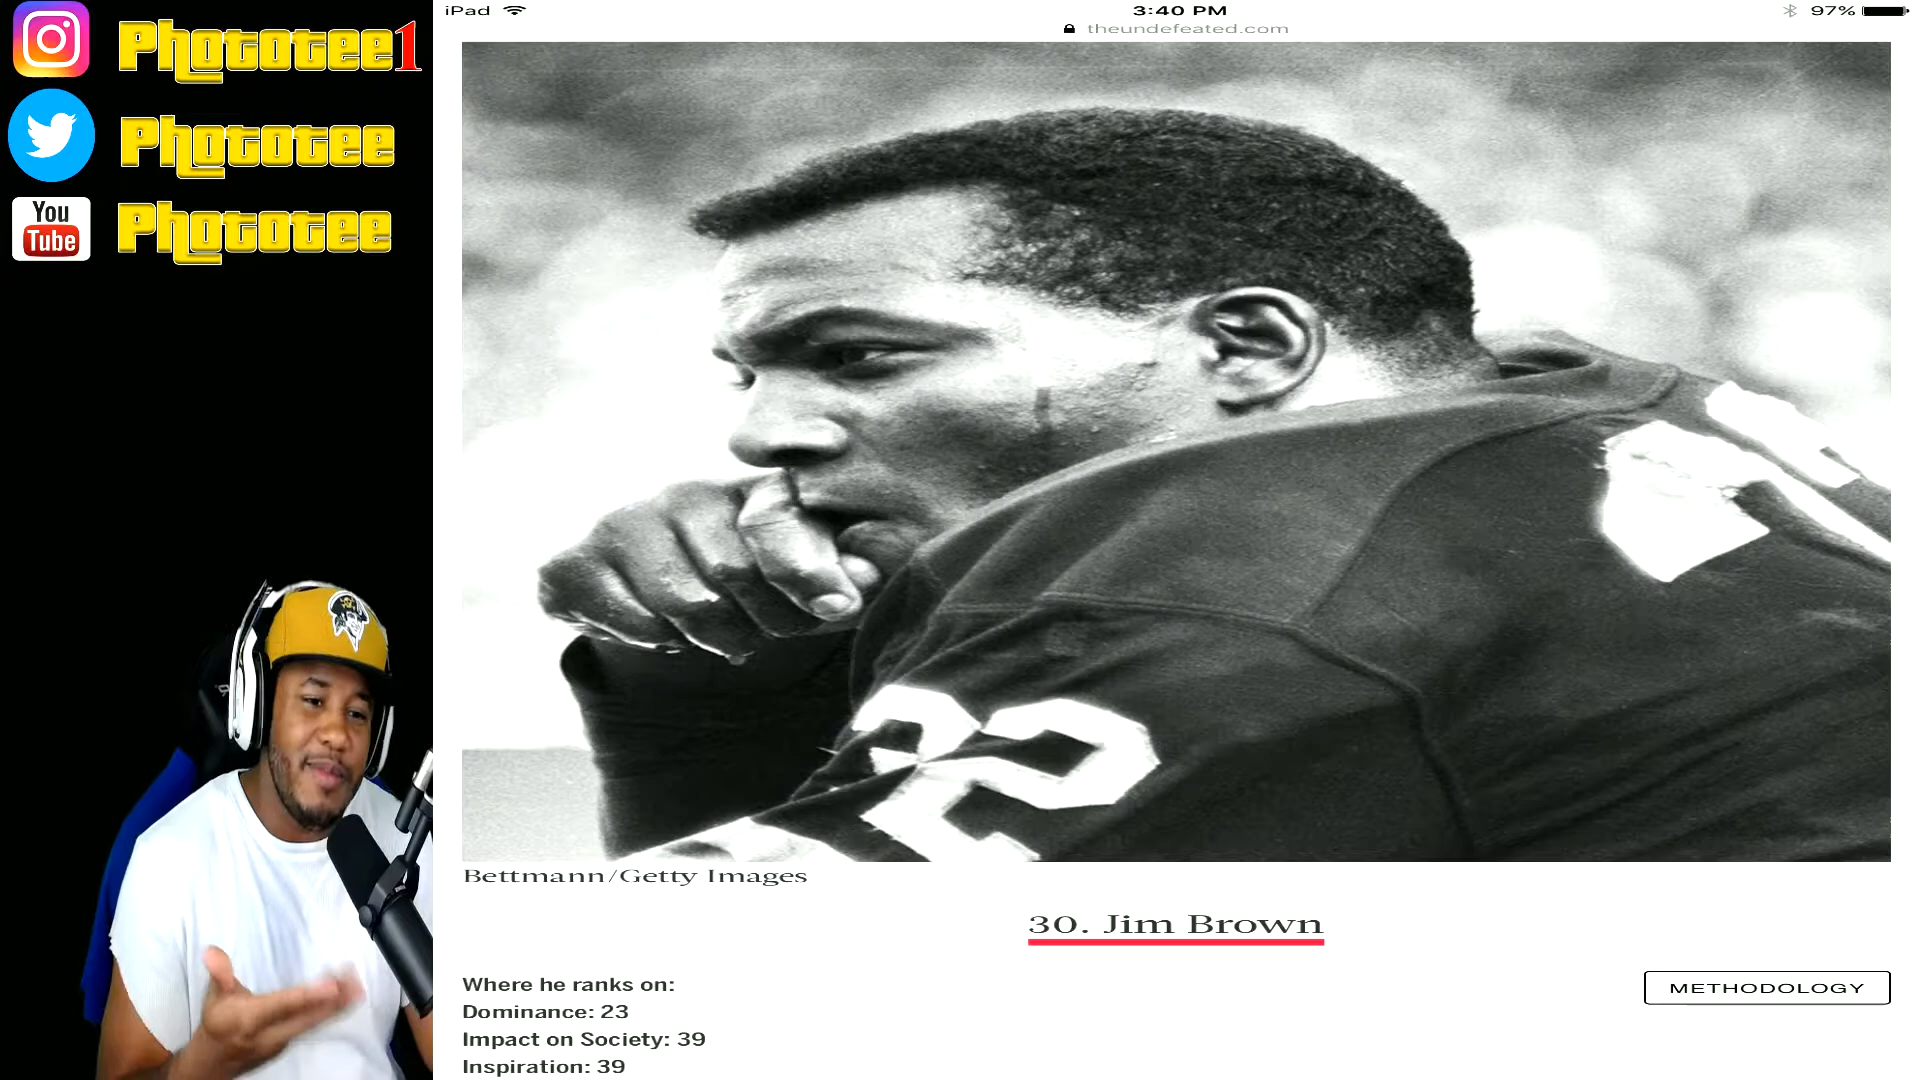 Phototee1
Phototee
You
Tube
Phototee
iPad
3:40 PM
97%
theundefeated.com
Bettmann/Getty Images
30. Jim Brown
Where he ranks on:
METHODOLOGY
Dominance: 23
Impact on Society: 39
Inspiration: 39